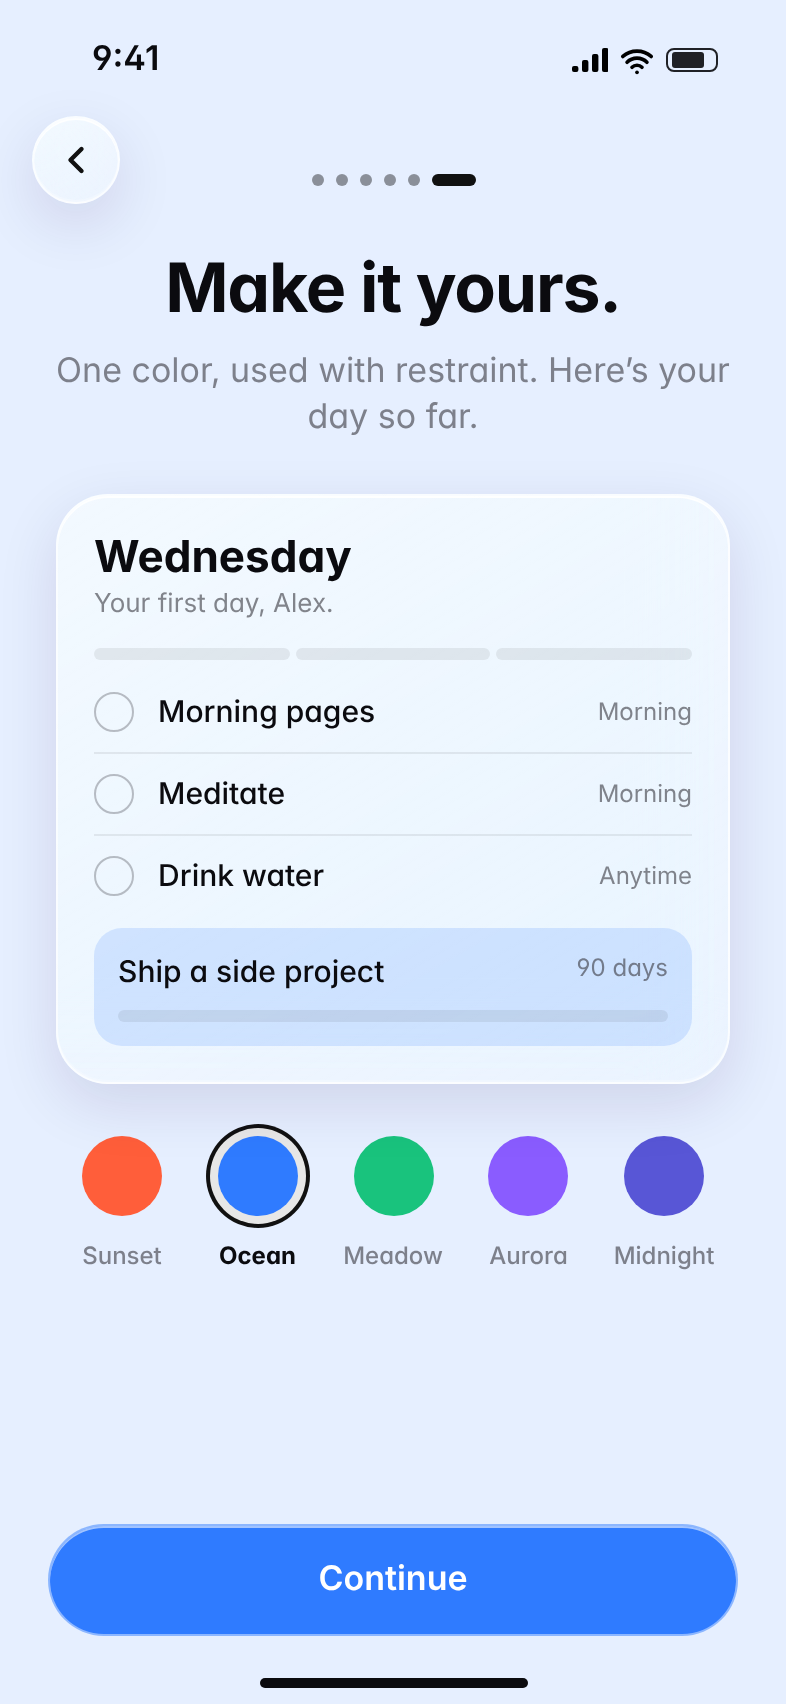 9:41
Make it yours.
One color, used with restraint. Here’s your
day so far.
Wednesday
Your first day, Alex.
Morning pages Morning
Meditate Morning
Drink water Anytime
Ship a side project 90 days
Sunset Ocean Meadow Aurora Midnight
Continue